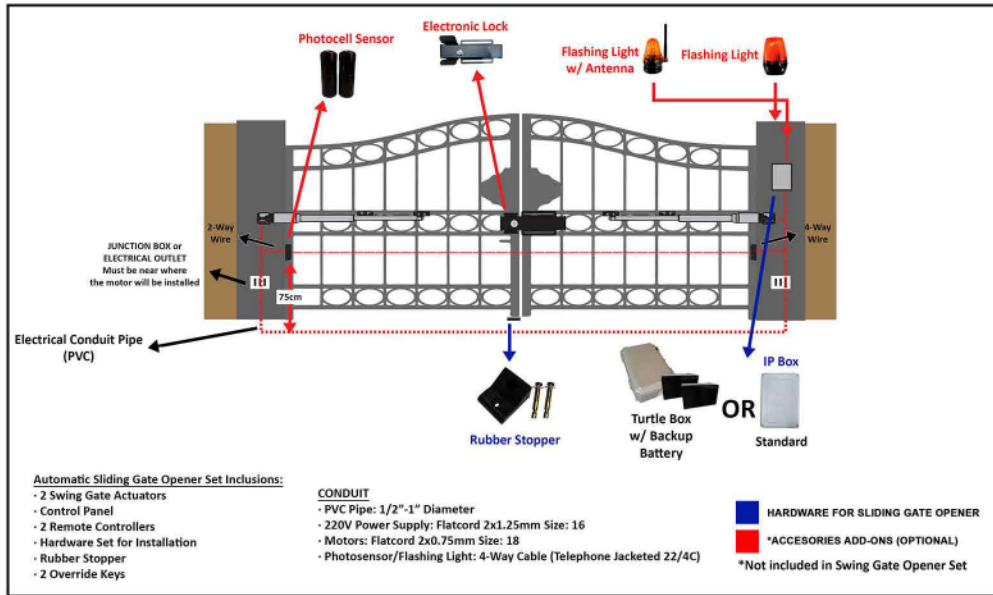 Photocell Sensor
Electronic Lock
Flashing Light
w/ Antenna
Flashing Light
2-Way
Wire
4-Way
Wire
JUNCTION BOX or
ELECTRICAL OUTLET
Must be near where
the motor will be installed
75cm
Electrical Conduit Pipe
(PVC)
Rubber Stopper
Turtle Box
w/ Backup
Battery
OR
IP Box
Standard
Automatic Sliding Gate Opener Set Inclusions:
· 2 Swing Gate Actuators
· Control Panel
· 2 Remote Controllers
· Hardware Set for Installation
· Rubber Stopper
· 2 Override Keys
CONDUIT
· PVC Pipe: 1/2"-1" Diameter
· 220V Power Supply: Flatcord 2x1.25mm Size: 16
· Motors: Flatcord 2x0.75mm Size: 18
· Photosensor/Flashing Light: 4-Way Cable (Telephone Jacketed 22/4C)
HARDWARE FOR SLIDING GATE OPENER
*ACCESORIES ADD-ONS (OPTIONAL)
*Not included in Swing Gate Opener Set